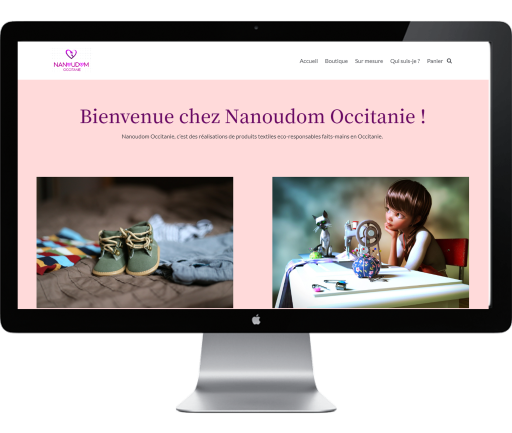 NANOUDOM
OCCITANIE
Accueil Boutique Sur mesure Qui suis-je ? Panier
Bienvenue chez Nanoudom Occitanie !
Nanoudom Occitanie, c'est des réalisations de produits textiles eco-responsables faits-mains en Occitanie.